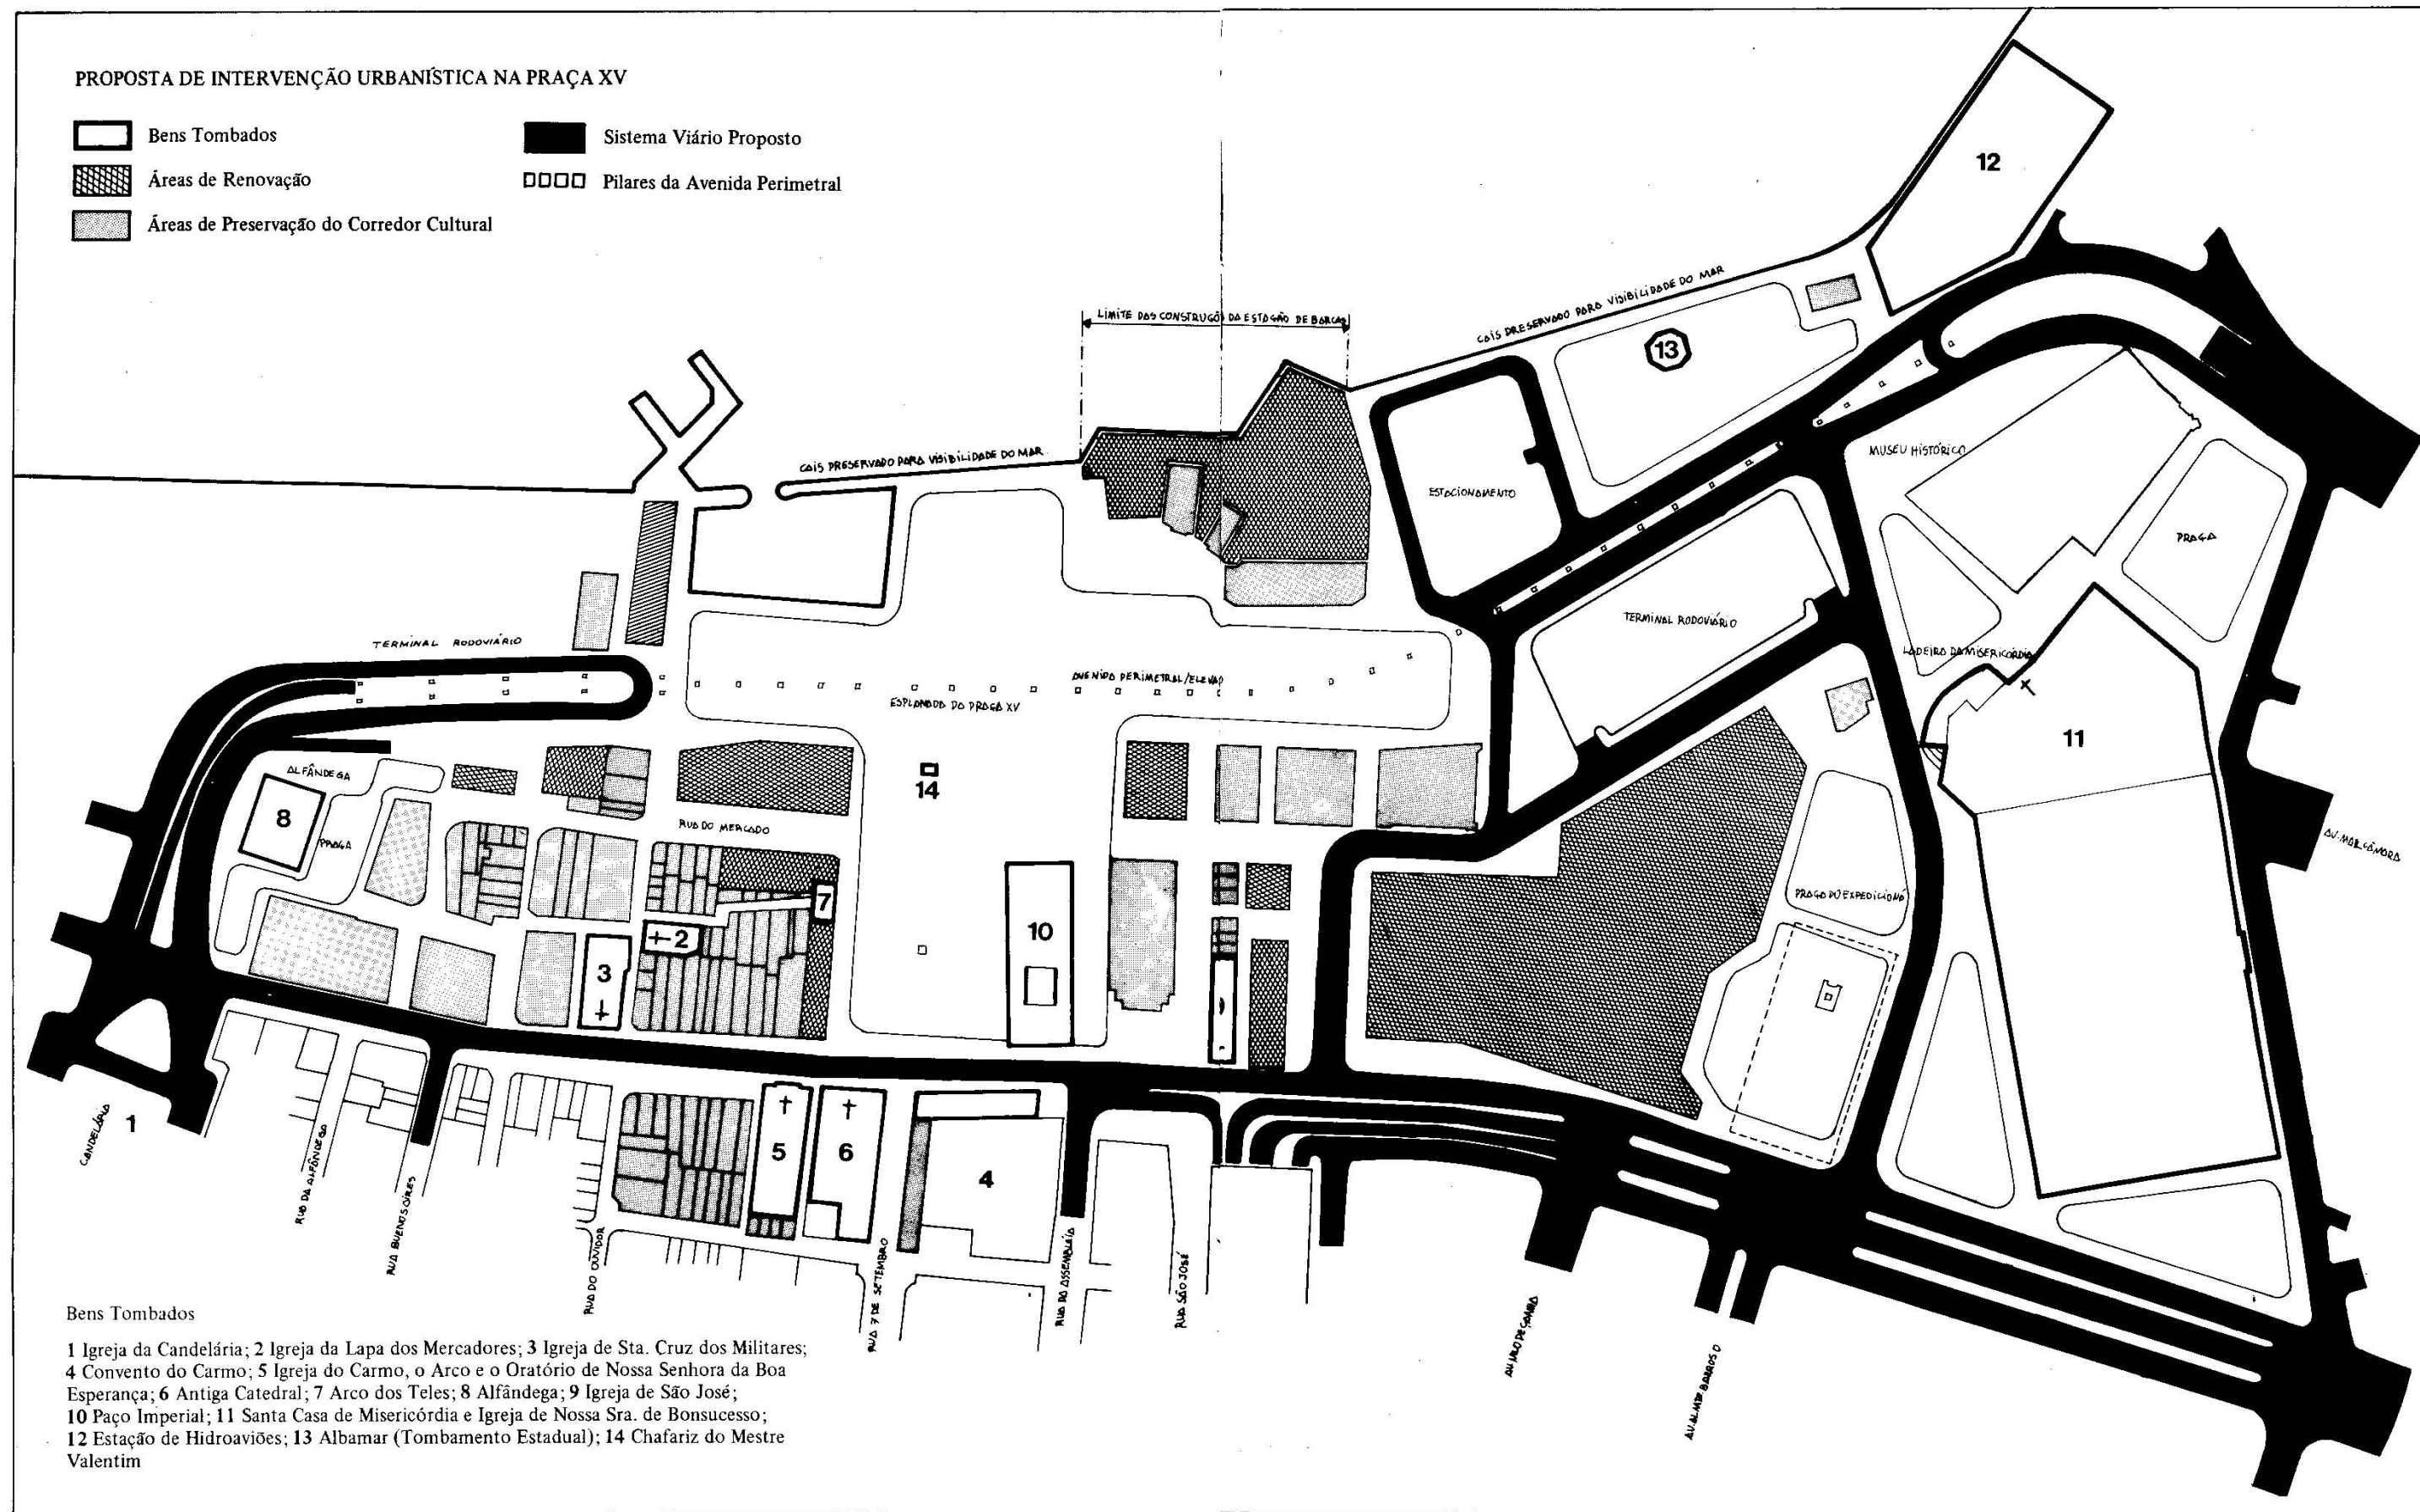 PROPOSTA DE INTERVENÇÃO URBANÍSTICA NA PRAÇA XV
Bens Tombados
Sistema Viário Proposto
Áreas de Renovação
Pilares da Avenida Perimetral
Áreas de Preservação do Corredor Cultural
12
LIMITE DAS CONSTRUÇÕ DA ESTAÇÃO DE BARCAS
CAIS PRESERVADO PARA VISIBILIDADE DO MAR
13
CAIS PRESERVADO PARA VISIBILIDADE DO MAR
MUSEU HISTÓRICO
ESTACIONAMENTO
PRAÇA
TERMINAL RODOVIÁRIO
TERMINAL RODOVIÁRIO
LADEIRA DA MISERICÓRDIA
AVENIDA PERIMETRAL/ELEVAD
ESPLANADA DA PRAÇA XV
11
ALFÂNDEGA
14
8
PRAÇA
RUA DO MERCADO
AV. MAR. CÂMARA
7
PRAÇA DO EXPEDICIONÁ
2
10
3
CANDELÁRIA
1
5
6
4
RUA DA ALFÂNDEGA
RUA BUENOS AIRES
RUA DO OUVIDOR
RUA 7 DE SETEMBRO
RUA DA ASSEMBLEIA
RUA SÃO JOSÉ
AV. ALMTE BARROSO
Bens Tombados
1 Igreja da Candelária; 2 Igreja da Lapa dos Mercadores; 3 Igreja de Sta. Cruz dos Militares;
4 Convento do Carmo; 5 Igreja do Carmo, o Arco e o Oratório de Nossa Senhora da Boa
Esperança; 6 Antiga Catedral; 7 Arco dos Teles; 8 Alfândega; 9 Igreja de São José;
10 Paço Imperial; 11 Santa Casa de Misericórdia e Igreja de Nossa Sra. de Bonsucesso;
12 Estação de Hidroaviões; 13 Albamar (Tombamento Estadual); 14 Chafariz do Mestre
Valentim